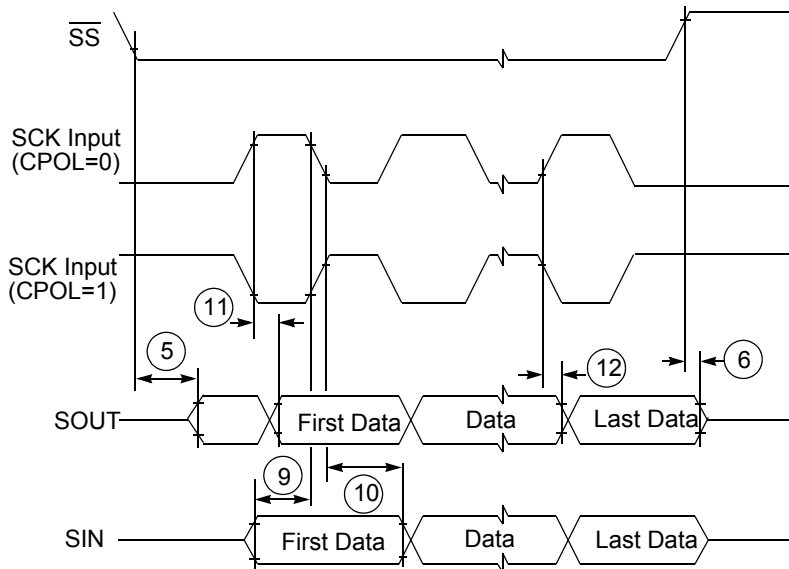 SS
SCK Input
(CPOL=0)
SCK Input
(CPOL=1)
11
5
12
6
SOUT
First Data
Data
Last Data
9
10
SIN
First Data
Data
Last Data